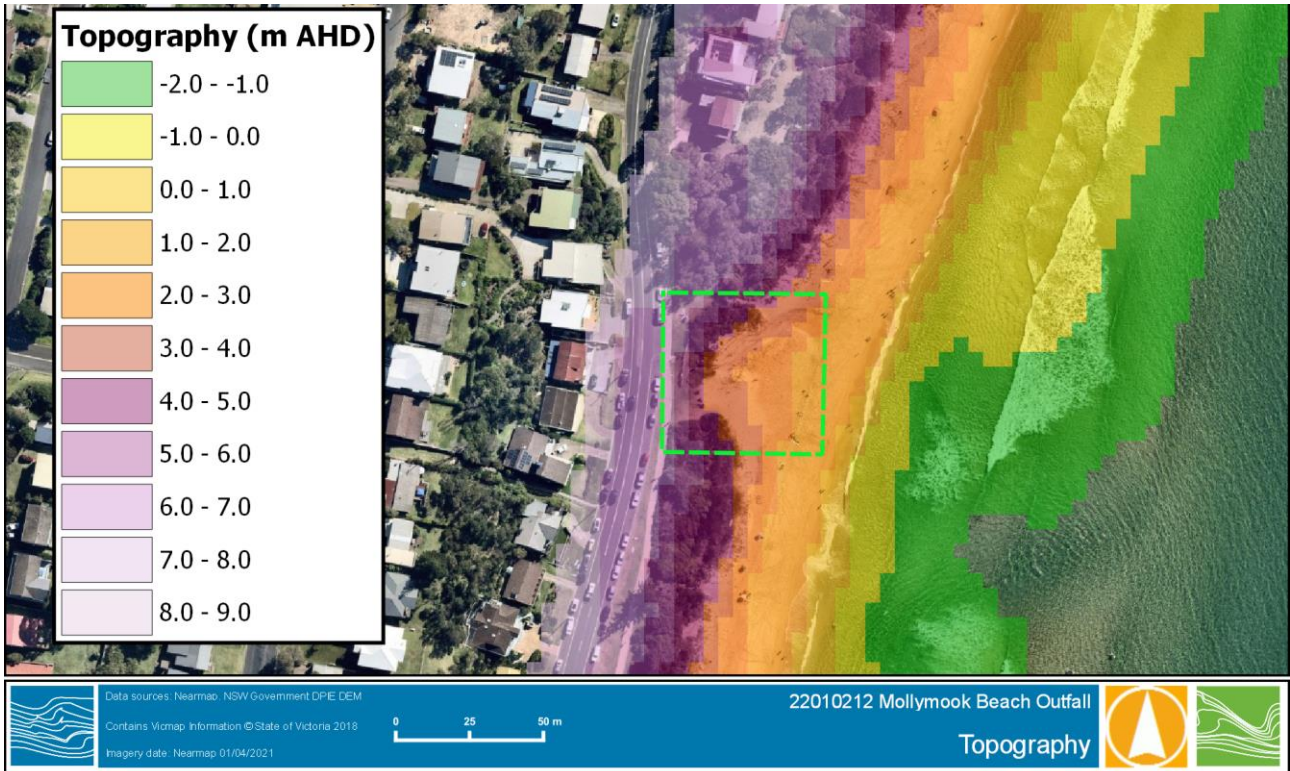 Topography (m AHD)
-2.0 - -1.0
-1.0 - 0.0
0.0 - 1.0
1.0 - 2.0
2.0 - 3.0
3.0 - 4.0
4.0 - 5.0
5.0 - 6.0
6.0 - 7.0
7.0 - 8.0
8.0 - 9.0
Data sources: Nearmap. NSW Government DPIE DEM
Contains Vicmap Information © State of Victoria 2018
Imagery date: Nearmap 01/04/2021
0 25 50 m
22010212 Mollymook Beach Outfall
Topography